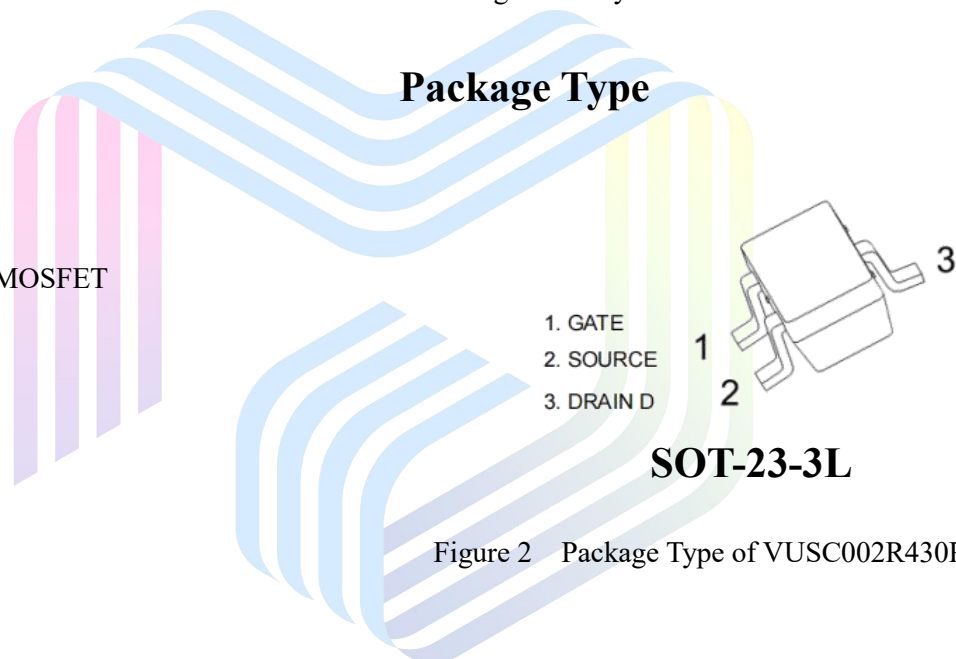 Package Type
MOSFET
1. GATE
2. SOURCE
3. DRAIN D
1
2
3
SOT-23-3L
Figure 2 Package Type of VUSC002R430